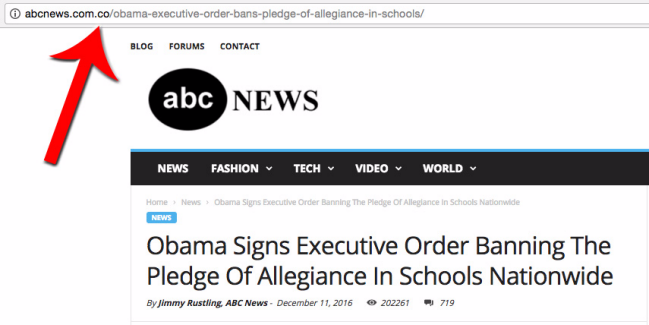 abcnews.com.co/obama-executive-order-bans-pledge-of-allegiance-in-schools/
BLOG FORUMS CONTACT
abc NEWS
NEWS FASHION TECH VIDEO WORLD
Home › News › Obama Signs Executive Order Banning The Pledge Of Allegiance In Schools Nationwide
NEWS
Obama Signs Executive Order Banning The
Pledge Of Allegiance In Schools Nationwide
By Jimmy Rustling, ABC News - December 11, 2016 202261 719